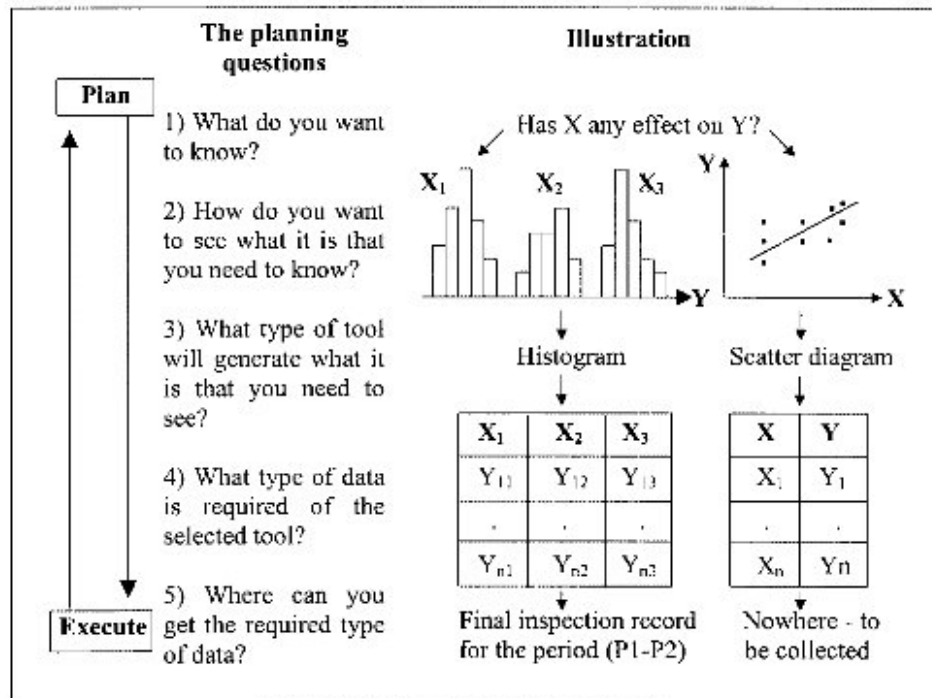 The planning
questions
Illustration
Plan
1) What do you want
to know?
2) How do you want
to see what it is that
you need to know?
3) What type of tool
will generate what it
is that you need to
see?
4) What type of data
is required of the
selected tool?
5) Where can you
get the required type
of data?
Execute
Has X any effect on Y?
X1 X2 X3
Y
Y
X
Histogram
Scatter diagram
X1 X2 X3
Y11 Y12 Y13
. . .
Yn1 Yn2 Yn3
X Y
X1 Y1
. .
Xn Yn
Final inspection record
for the period (P1-P2)
Nowhere - to
be collected